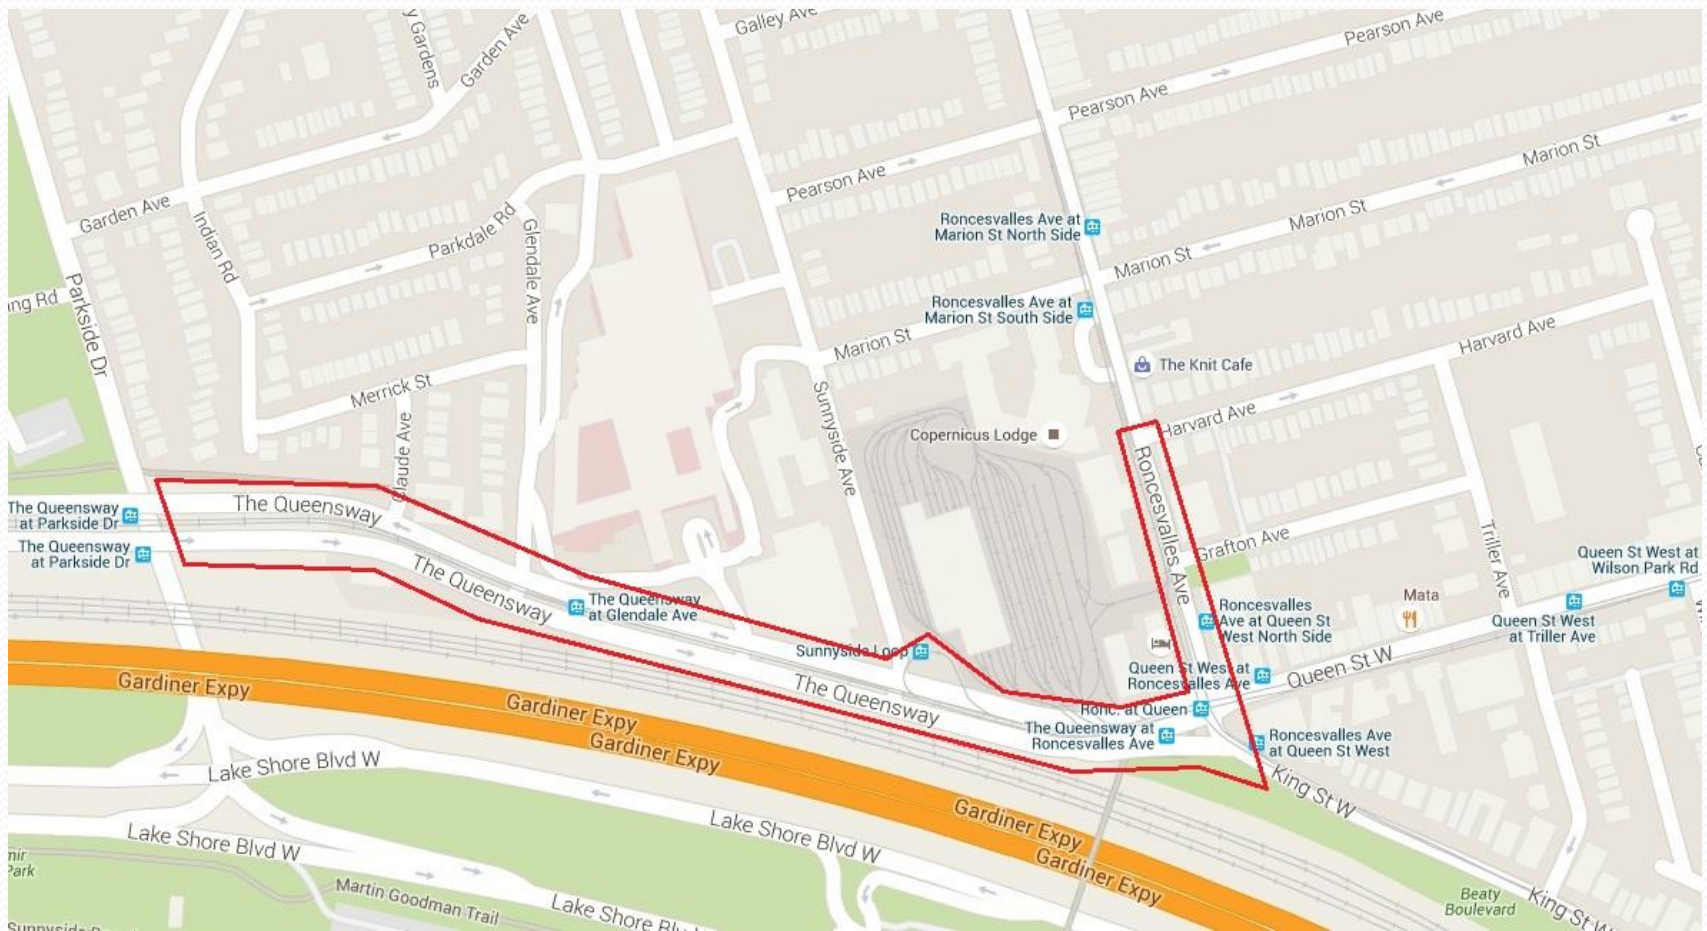 Galley Ave
Pearson Ave
y Gardens
Garden Ave
Pearson Ave
Marion St
Pearson Ave
Garden Ave
Indian Rd
Parkdale Rd
Glendale Ave
Roncesvalles Ave at
Marion St North Side
Marion St
Marion St
ng Rd
Parkside Dr
Roncesvalles Ave at
Marion St South Side
Marion St
Harvard Ave
The Knit Cafe
Merrick St
Sunnyside Ave
Claude Ave
Copernicus Lodge
Harvard Ave
Roncesvalles Ave
The Queensway
at Parkside Dr
The Queensway
The Queensway
at Parkside Dr
Grafton Ave
Triller Ave
Queen St West at
Wilson Park Rd
The Queensway
The Queensway
at Glendale Ave
Mata
Roncesvalles
Ave at Queen St
West North Side
Queen St West
at Triller Ave
Sunnyside Loop
Queen St West at
Roncesvalles Ave
Queen St W
The Queensway
Ronc. at Queen
The Queensway at
Roncesvalles Ave
Roncesvalles Ave
at Queen St West
Gardiner Expy
Gardiner Expy
Gardiner Expy
King St W
Lake Shore Blvd W
Gardiner Expy
Gardiner Expy
Lake Shore Blvd W
Lake Shore Blvd W
mir
Park
Martin Goodman Trail
Lake Shore Blv
Beaty
Boulevard
King St W
Sunnyside